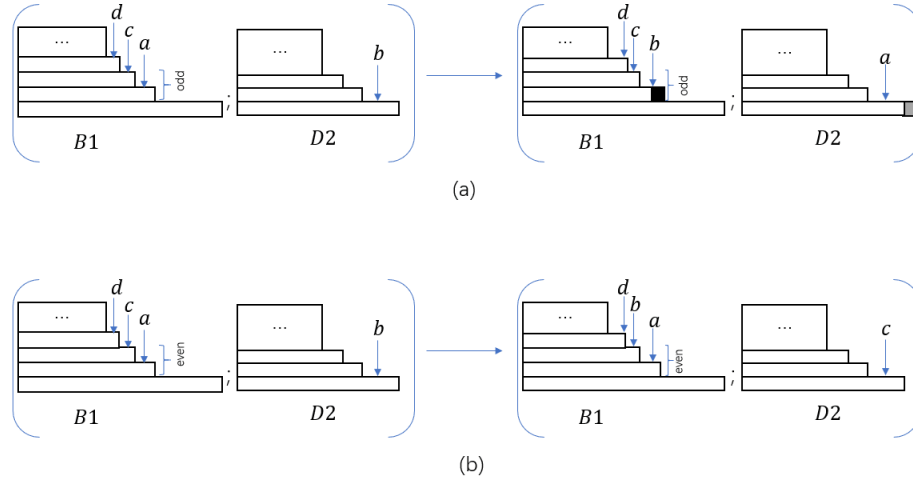 d c a b d c b a
... odd ; ... ... odd ; ...
B1 D2 B1 D2
(a)
d c a b d b a c
... even ; ... ... even ; ...
B1 D2 B1 D2
(b)